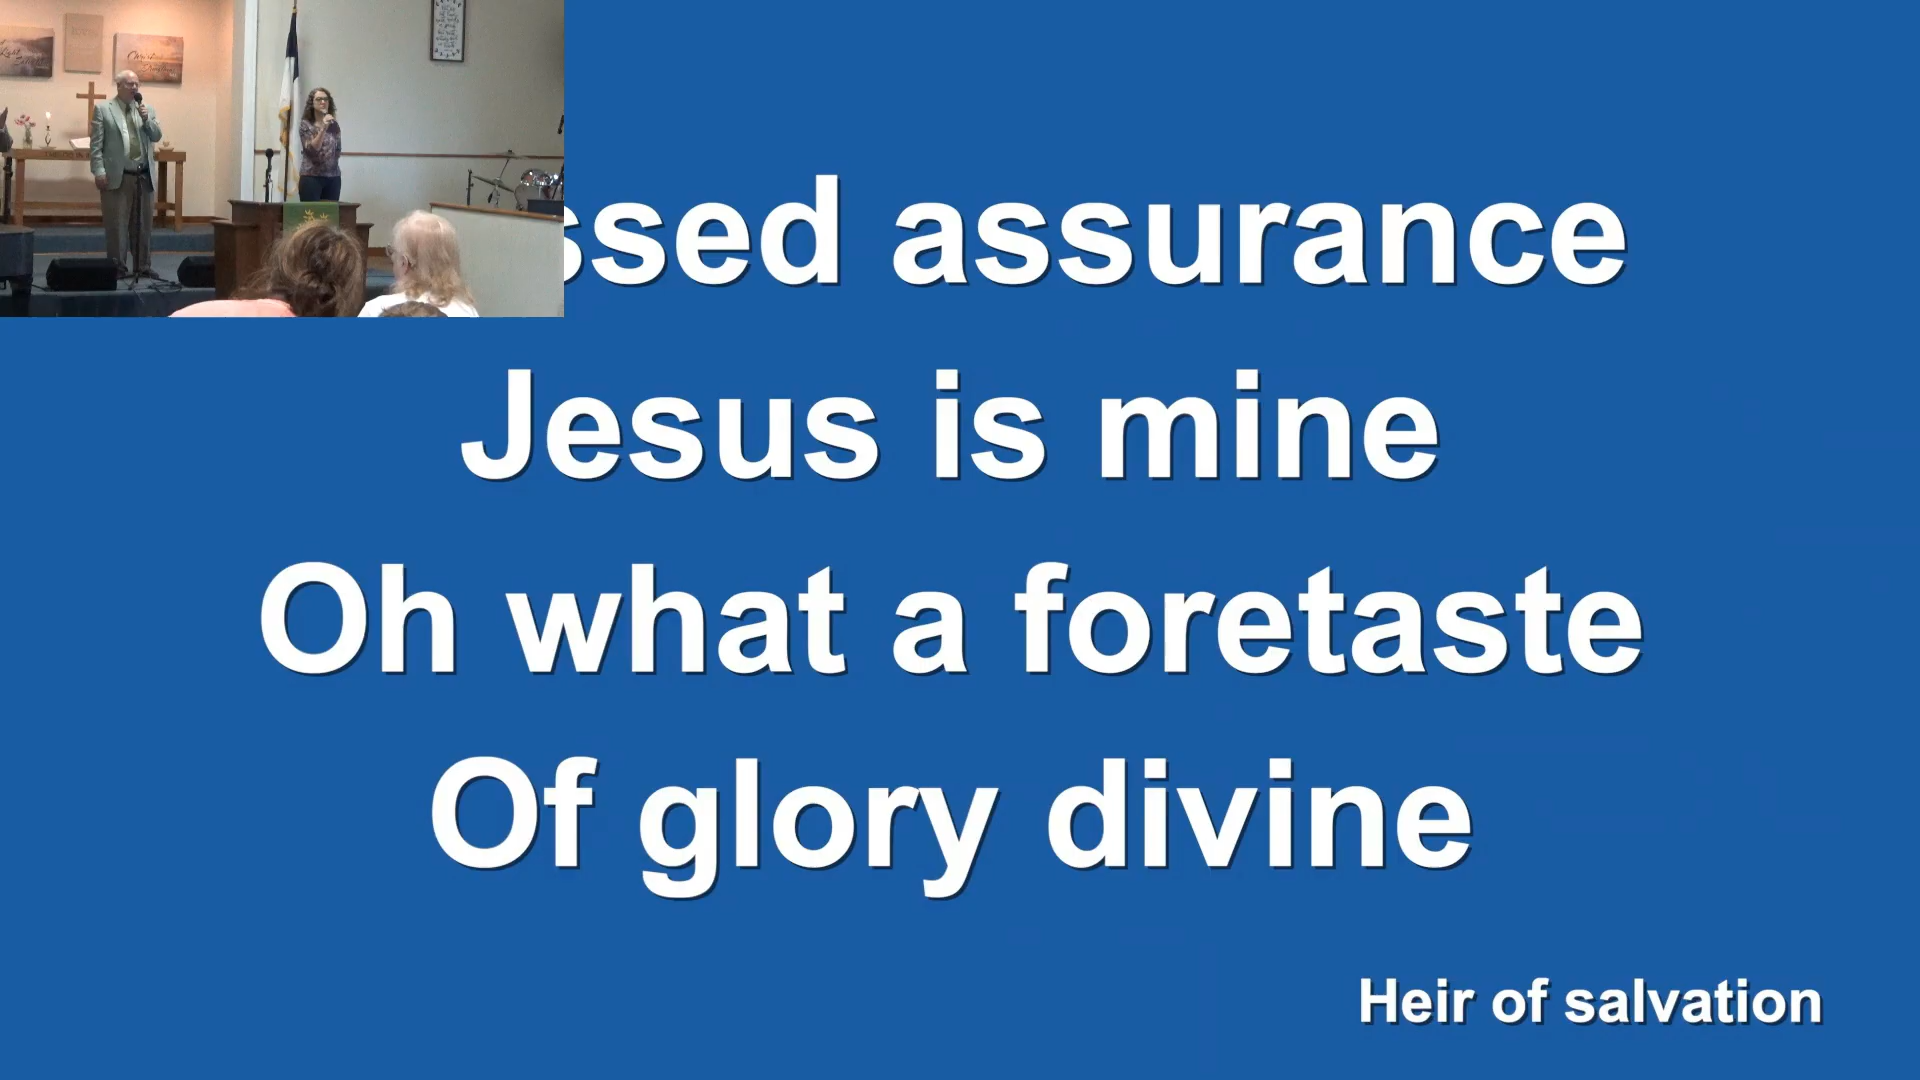 ssed assurance
Jesus is mine
Oh what a foretaste
Of glory divine
Heir of salvation